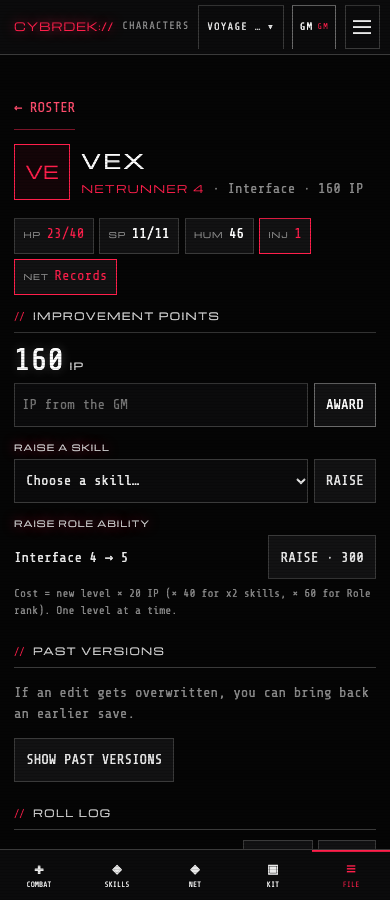 CYBRDEK:// CHARACTERS VOYAGE … ▾ GM GM
← ROSTER
VE VEX
NETRUNNER 4 · Interface · 160 IP
HP 23/40 SP 11/11 HUM 46 INJ 1
NET Records
// IMPROVEMENT POINTS
160 IP
IP from the GM AWARD
RAISE A SKILL
Choose a skill… RAISE
RAISE ROLE ABILITY
Interface 4 → 5 RAISE · 300
Cost = new level × 20 IP (× 40 for x2 skills, × 60 for Role
rank). One level at a time.
// PAST VERSIONS
If an edit gets overwritten, you can bring back
an earlier save.
SHOW PAST VERSIONS
// ROLL LOG
COMBAT SKILLS NET KIT FILE